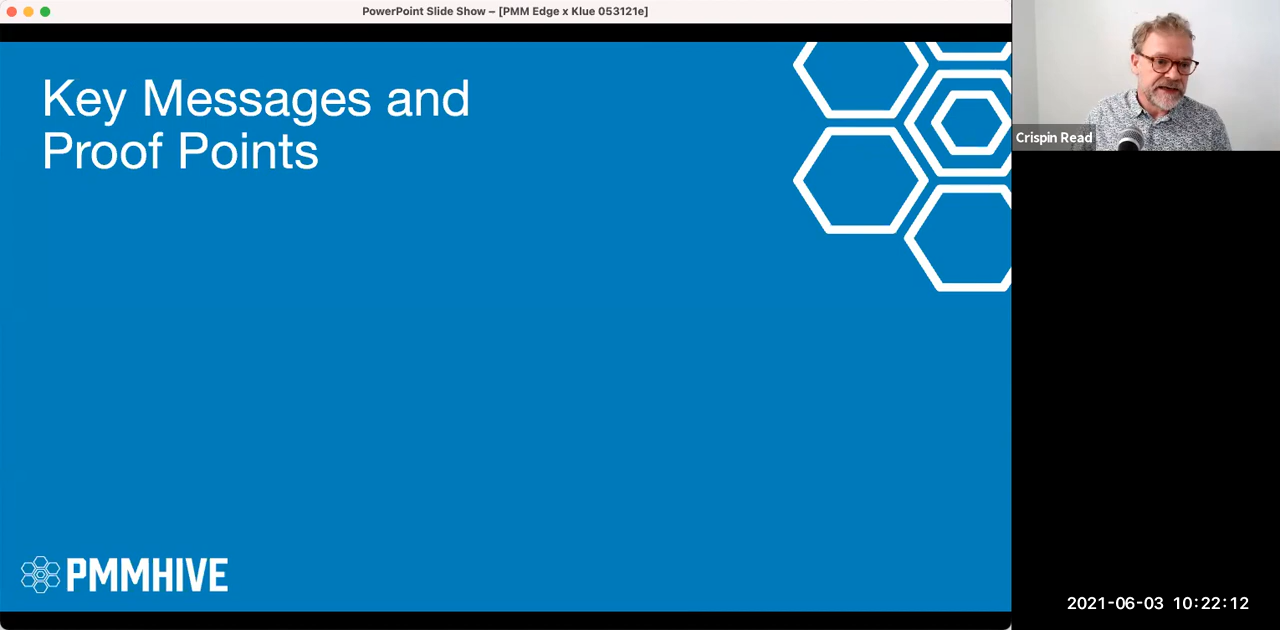 PowerPoint Slide Show – [PMM Edge x Klue 053121e]
Key Messages and
Proof Points
Crispin Read
PMMHIVE
2021-06-03 10:22:12